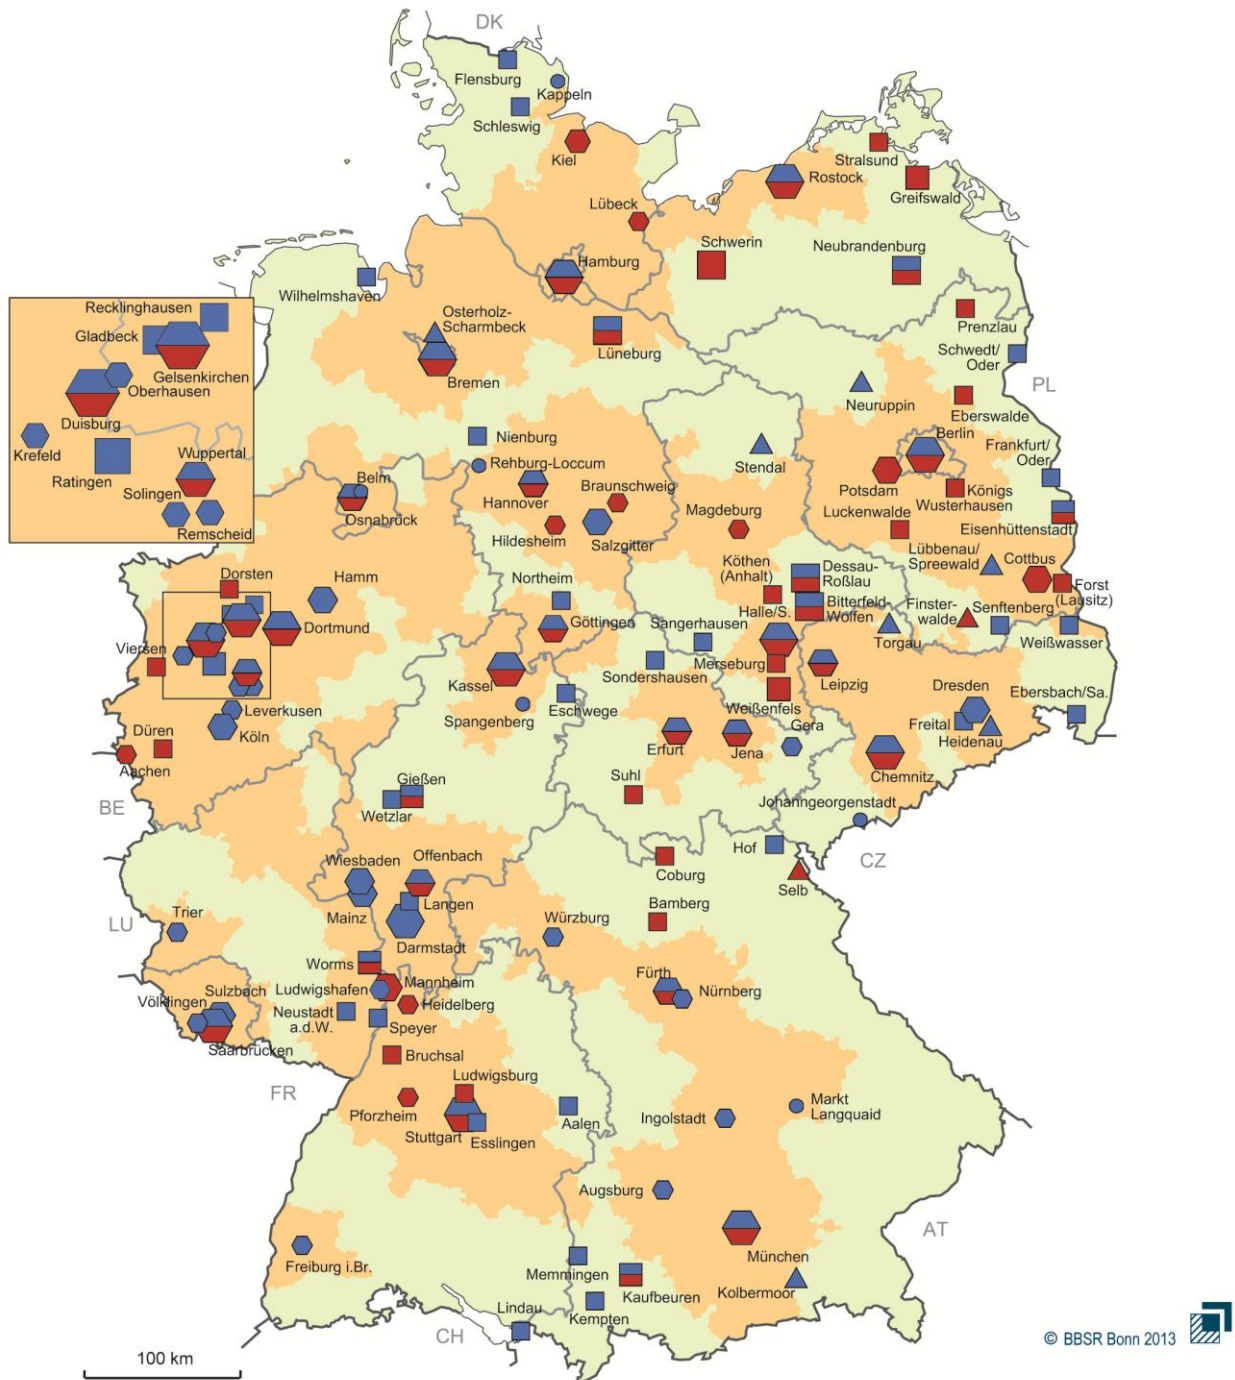 DK
Flensburg
Kappeln
Schleswig
Kiel
Stralsund
Rostock
Greifswald
Lübeck
Schwerin
Neubrandenburg
Hamburg
Wilhelmshaven
Recklinghausen
Gladbeck
Gelsenkirchen
Oberhausen
Duisburg
Krefeld
Wuppertal
Ratingen
Solingen
Remscheid
Osterholz-
Scharmbeck
Lüneburg
Bremen
Prenzlau
Schwedt/
Oder
PL
Neuruppin
Eberswalde
Nienburg
Stendal
Berlin
Frankfurt/
Oder
Rehburg-Loccum
Belm
Osnabrück
Hannover
Braunschweig
Potsdam
Königs
Wusterhausen
Magdeburg
Luckenwalde
Eisenhüttenstadt
Hildesheim
Salzgitter
Lübbenau/
Spreewald
Cottbus
Köthen
(Anhalt)
Dessau-
Roßlau
Dorsten
Hamm
Northeim
Forst
(Lausitz)
Halle/S.
Bitterfeld-
Wolfen
Finster-
walde
Senftenberg
Dortmund
Göttingen
Sangerhausen
Torgau
Weißwasser
Viersen
Merseburg
Sondershausen
Leipzig
Kassel
Dresden
Ebersbach/Sa.
Spangenberg
Eschwege
Weißenfels
Leverkusen
Gera
Freital
Heidenau
Köln
Düren
Aachen
Erfurt
Jena
Chemnitz
Gießen
Suhl
BE
Wetzlar
Johanngeorgenstadt
Hof
CZ
Wiesbaden
Offenbach
Coburg
Selb
Mainz
Langen
LU
Trier
Würzburg
Bamberg
Darmstadt
Worms
Fürth
Mannheim
Sulzbach
Ludwigshafen
Nürnberg
Völklingen
Heidelberg
Neustadt
a.d.W.
Speyer
Saarbrücken
Bruchsal
FR
Ludwigsburg
Markt
Langquaid
Pforzheim
Ingolstadt
Stuttgart
Esslingen
Aalen
Augsburg
AT
München
Freiburg i.Br.
Memmingen
Kaufbeuren
Kolbermoor
Lindau
Kempten
CH
© BBSR Bonn 2013
100 km